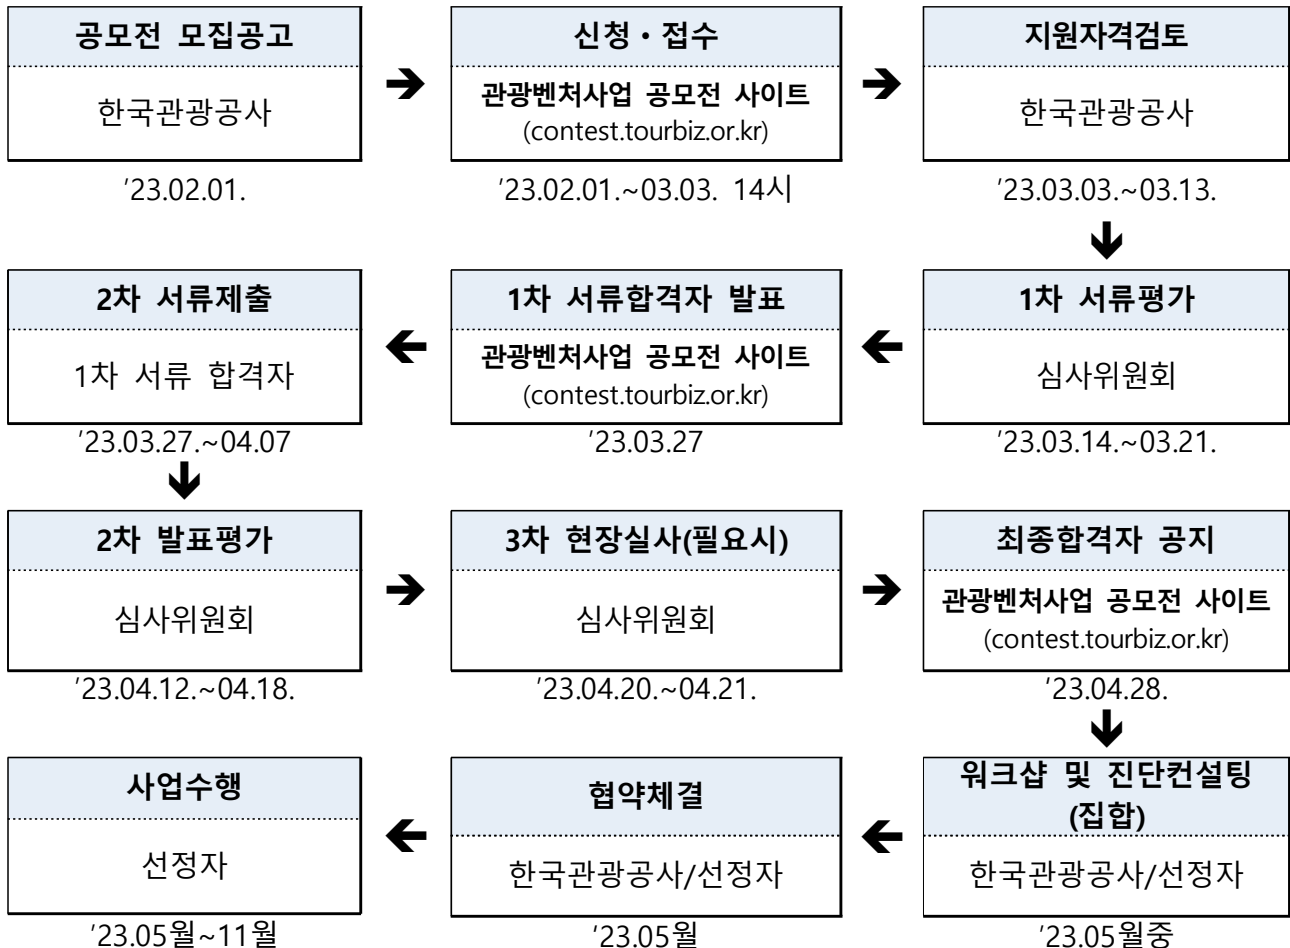 공모전 모집공고
한국관광공사
'23.02.01.
신청・접수
관광벤처사업 공모전 사이트
(contest.tourbiz.or.kr)
'23.02.01.~03.03. 14시
지원자격검토
한국관광공사
'23.03.03.~03.13.
1차 서류평가
심사위원회
'23.03.14.~03.21.
1차 서류합격자 발표
관광벤처사업 공모전 사이트
(contest.tourbiz.or.kr)
'23.03.27
2차 서류제출
1차 서류 합격자
'23.03.27.~04.07
2차 발표평가
심사위원회
'23.04.12.~04.18.
3차 현장실사(필요시)
심사위원회
'23.04.20.~04.21.
최종합격자 공지
관광벤처사업 공모전 사이트
(contest.tourbiz.or.kr)
'23.04.28.
워크샵 및 진단컨설팅
(집합)
한국관광공사/선정자
'23.05월중
협약체결
한국관광공사/선정자
'23.05월
사업수행
선정자
'23.05월~11월